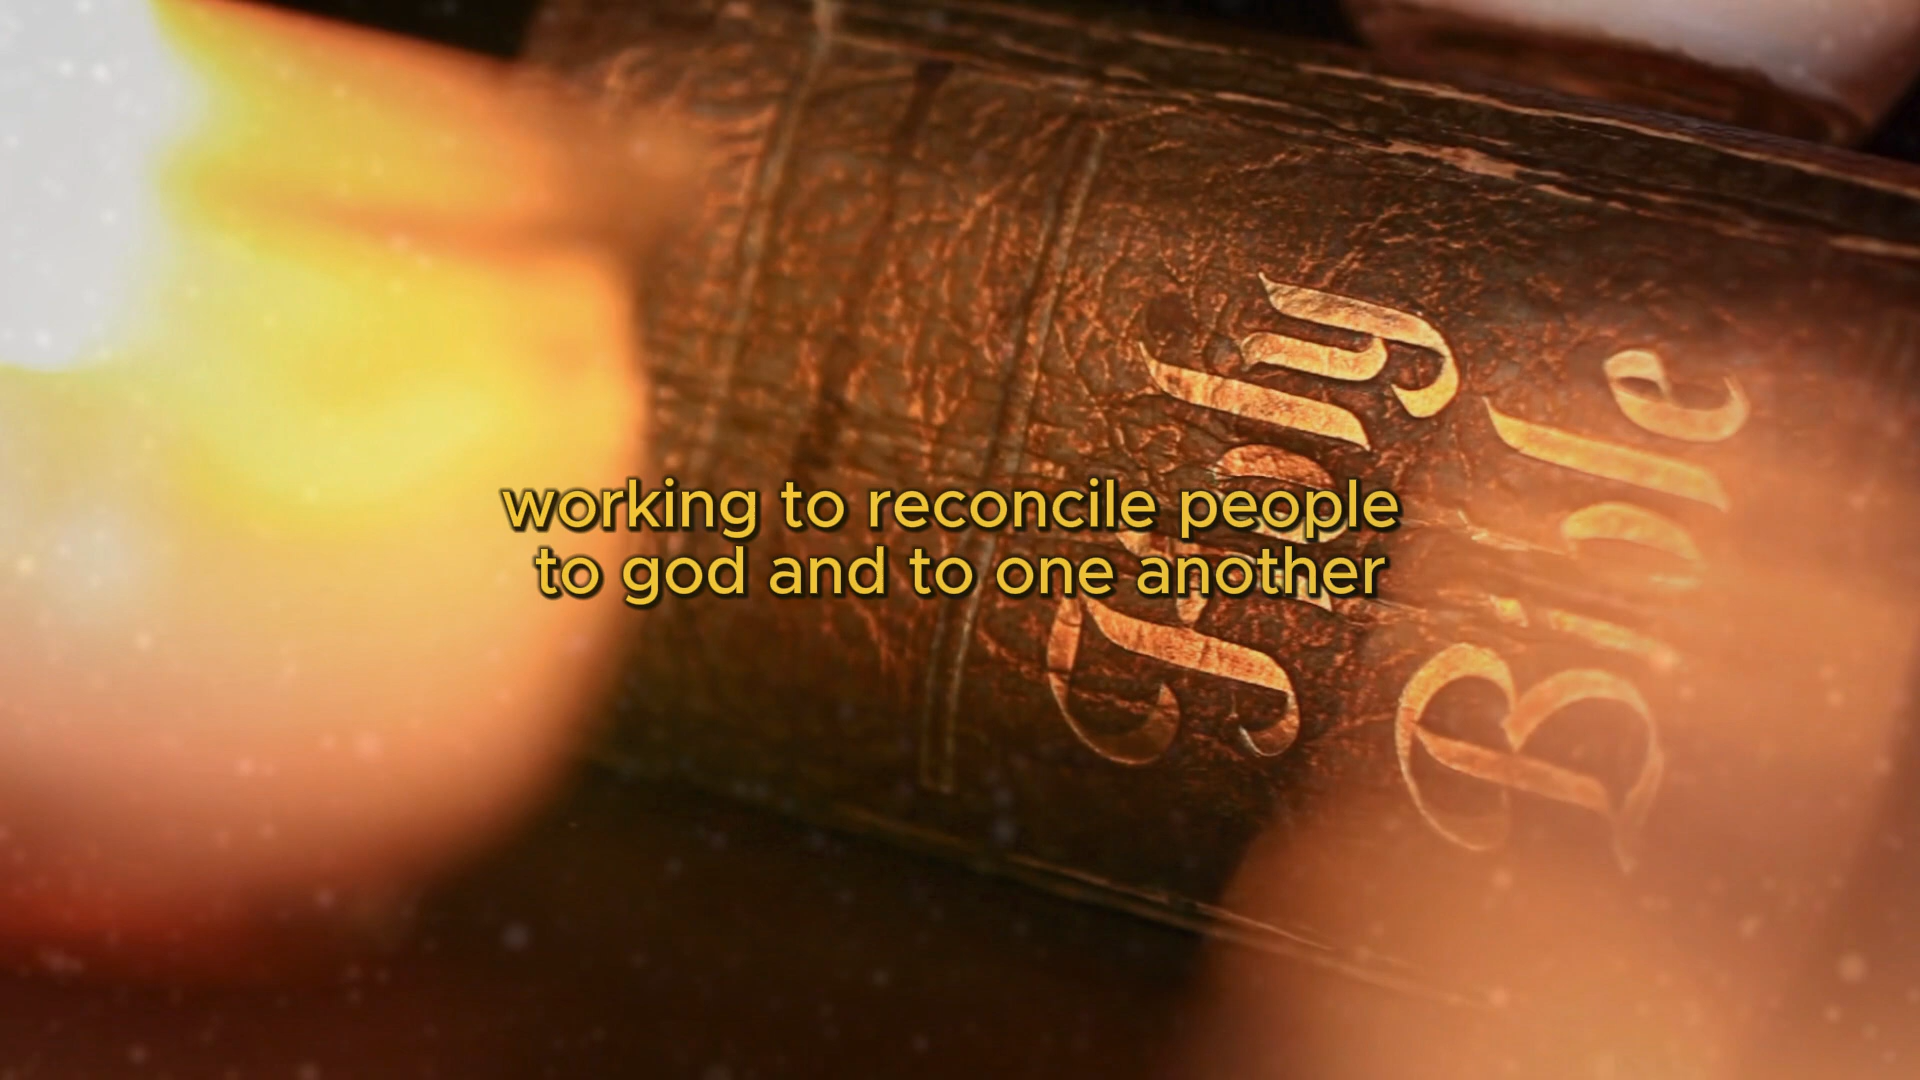 working to reconcile people
to god and to one another
Holy
Bible